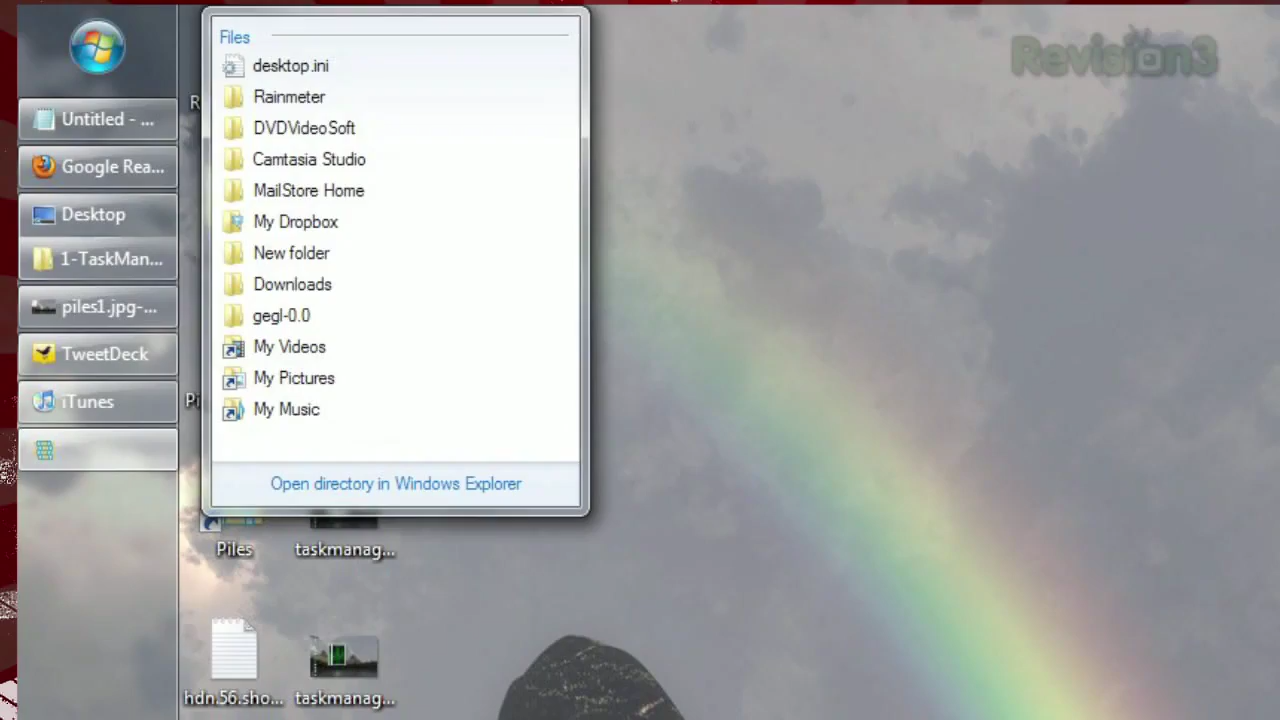 Revision3
Files
desktop.ini
Rainmeter
DVDVideoSoft
Camtasia Studio
MailStore Home
My Dropbox
New folder
Downloads
gegl-0.0
My Videos
My Pictures
My Music
Open directory in Windows Explorer
Untitled - ...
Google Rea...
Desktop
1-TaskMan...
piles1.jpg-...
TweetDeck
iTunes
R
Pi
Piles
taskmanag...
hdn.56.sho...
taskmanag...